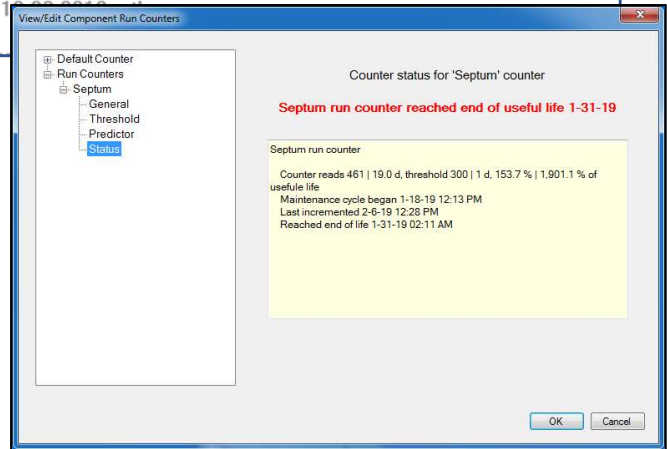 View/Edit Component Run Counters
Default Counter
Run Counters
Septum
General
Threshold
Predictor
Status
Counter status for 'Septum' counter
Septum run counter reached end of useful life 1-31-19
Septum run counter
Counter reads 461 | 19.0 d, threshold 300 | 1 d, 153.7 % | 1,901.1 % of
usefule life
Maintenance cycle began 1-18-19 12:13 PM
Last incremented 2-6-19 12:28 PM
Reached end of life 1-31-19 02:11 AM
OK
Cancel